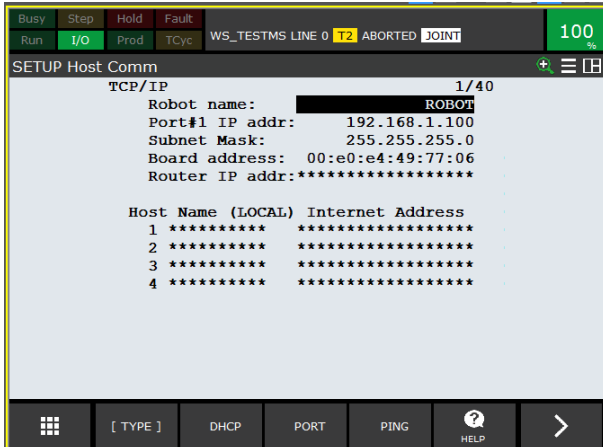 Busy Step Hold Fault
Run I/O Prod TCyc WS_TESTMS LINE 0 T2 ABORTED JOINT 100 %
SETUP Host Comm
TCP/IP 1/40
Robot name: ROBOT
Port#1 IP addr: 192.168.1.100
Subnet Mask: 255.255.255.0
Board address: 00:e0:e4:49:77:06
Router IP addr:******************
Host Name (LOCAL) Internet Address
1 ********** ******************
2 ********** ******************
3 ********** ******************
4 ********** ******************
[ TYPE ] DHCP PORT PING HELP